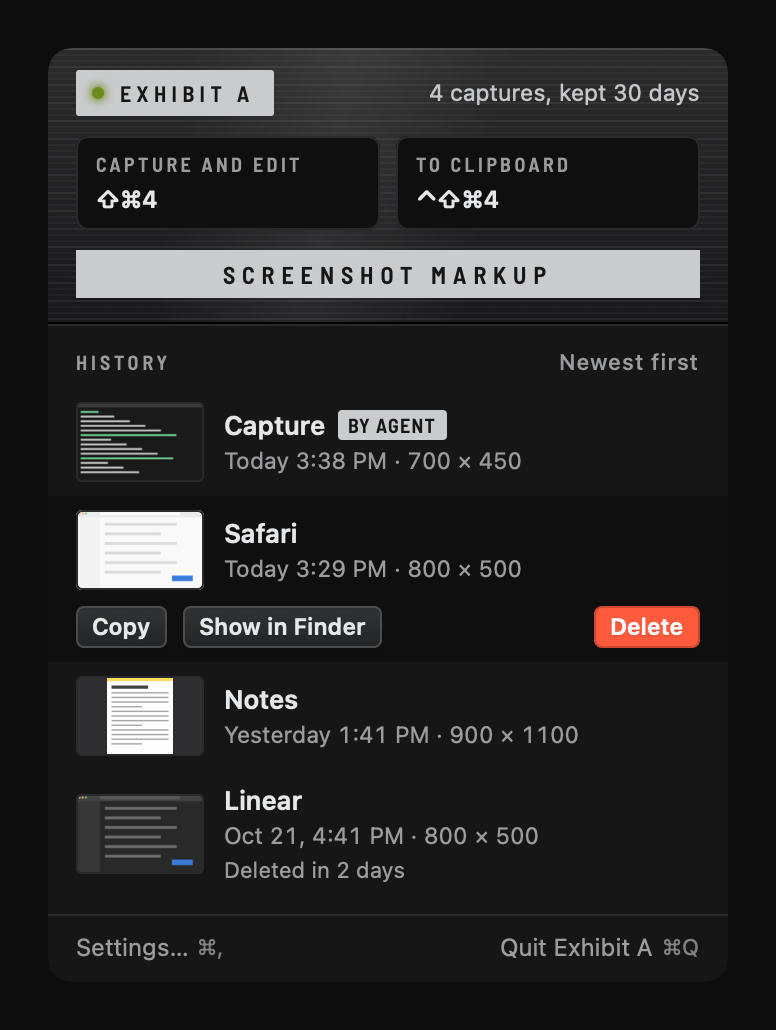 EXHIBIT A
4 captures, kept 30 days
CAPTURE AND EDIT
⇧⌘4
TO CLIPBOARD
⌃⇧⌘4
SCREENSHOT MARKUP
HISTORY
Newest first
Capture BY AGENT
Today 3:38 PM · 700 × 450
Safari
Today 3:29 PM · 800 × 500
Copy
Show in Finder
Delete
Notes
Yesterday 1:41 PM · 900 × 1100
Linear
Oct 21, 4:41 PM · 800 × 500
Deleted in 2 days
Settings... ⌘,
Quit Exhibit A ⌘Q